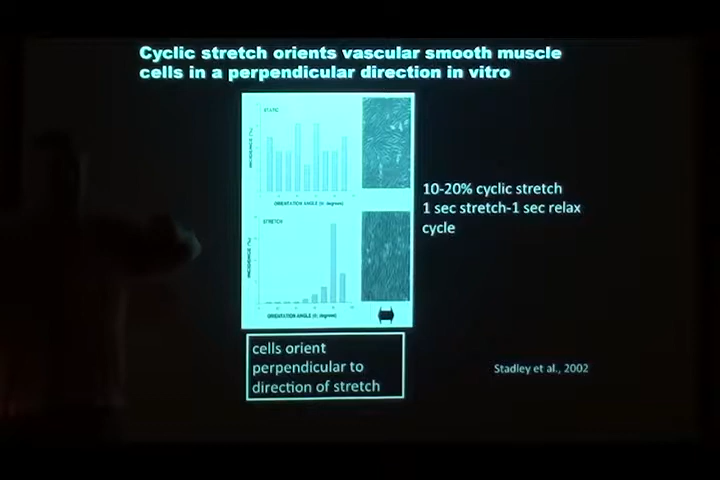 Cyclic stretch orients vascular smooth muscle
cells in a perpendicular direction in vitro
STATIC
INCIDENCE (%)
ORIENTATION ANGLE (θ: degrees)
STRETCH
INCIDENCE (%)
ORIENTATION ANGLE (θ: degrees)
10-20% cyclic stretch
1 sec stretch-1 sec relax
cycle
cells orient
perpendicular to
direction of stretch
Stadley et al., 2002